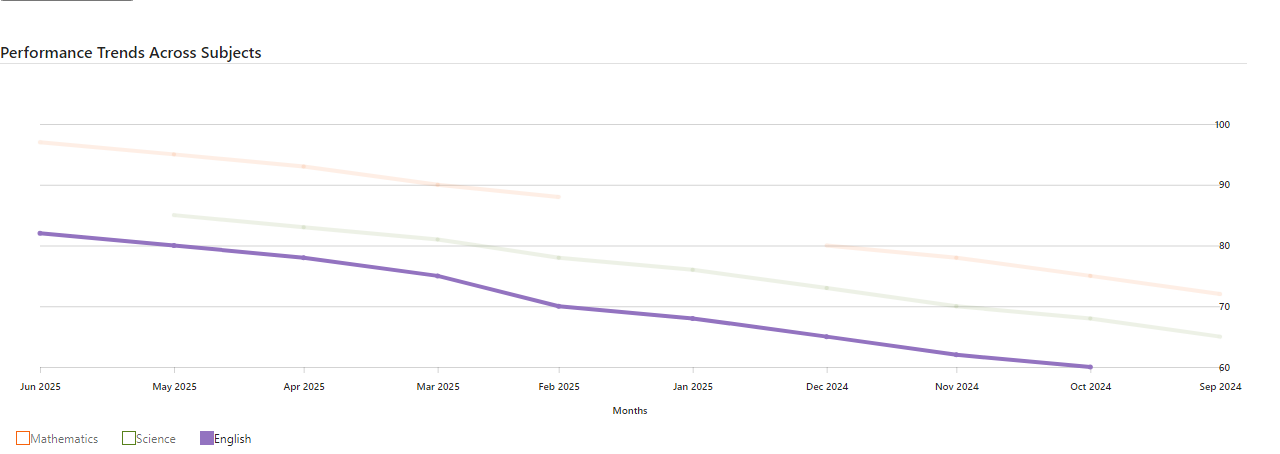 Performance Trends Across Subjects
100
90
80
70
60
Jun 2025 May 2025 Apr 2025 Mar 2025 Feb 2025 Jan 2025 Dec 2024 Nov 2024 Oct 2024 Sep 2024
Months
Mathematics Science English